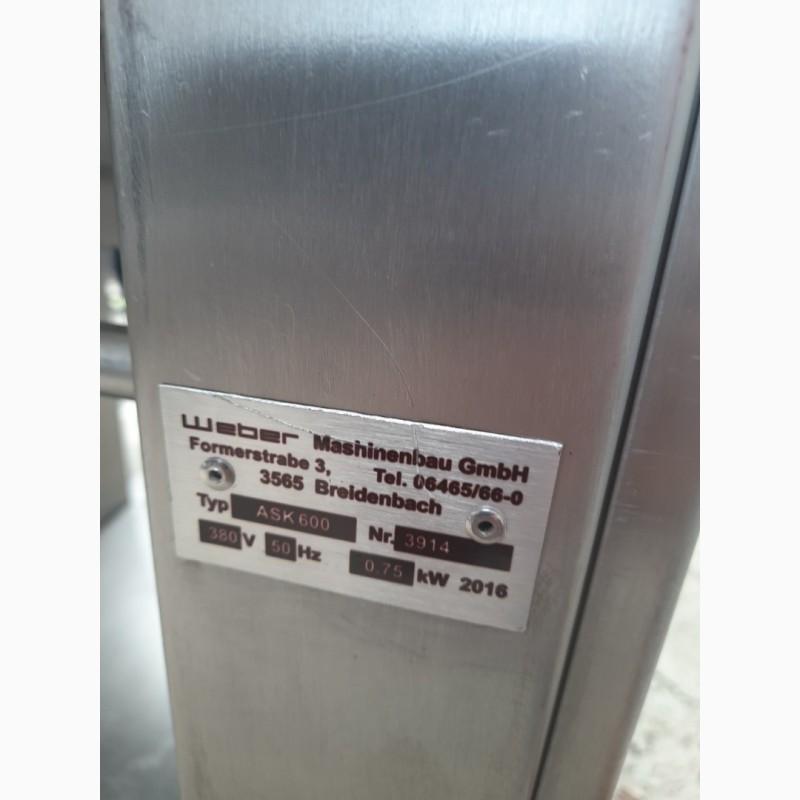 weber Mashinenbau GmbH
Formerstrabe 3, Tel. 06465/66-0
3565 Breidenbach
Typ ASK600 Nr. 3914
380 V 50 Hz 0.75 kW 2016